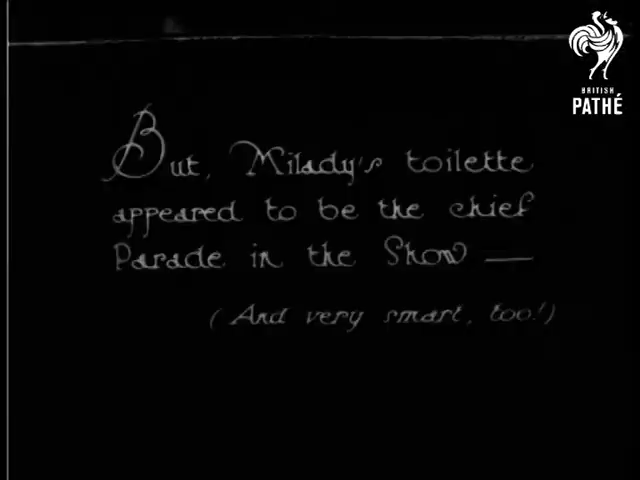 BRITISH
PATHÉ
But, Milady's toilette
appeared to be the chief
Parade in the Show —
(And very smart, too!)